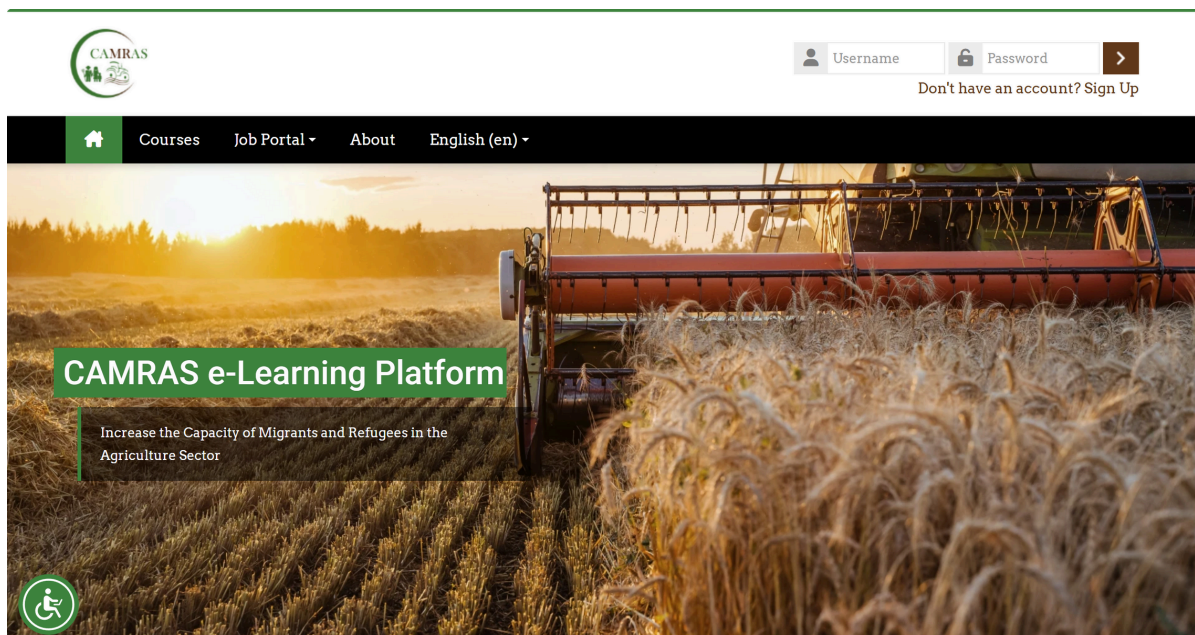 CAMRAS
Username
Password
Don't have an account? Sign Up
Courses
Job Portal
About
English (en)
CAMRAS e-Learning Platform
Increase the Capacity of Migrants and Refugees in the
Agriculture Sector